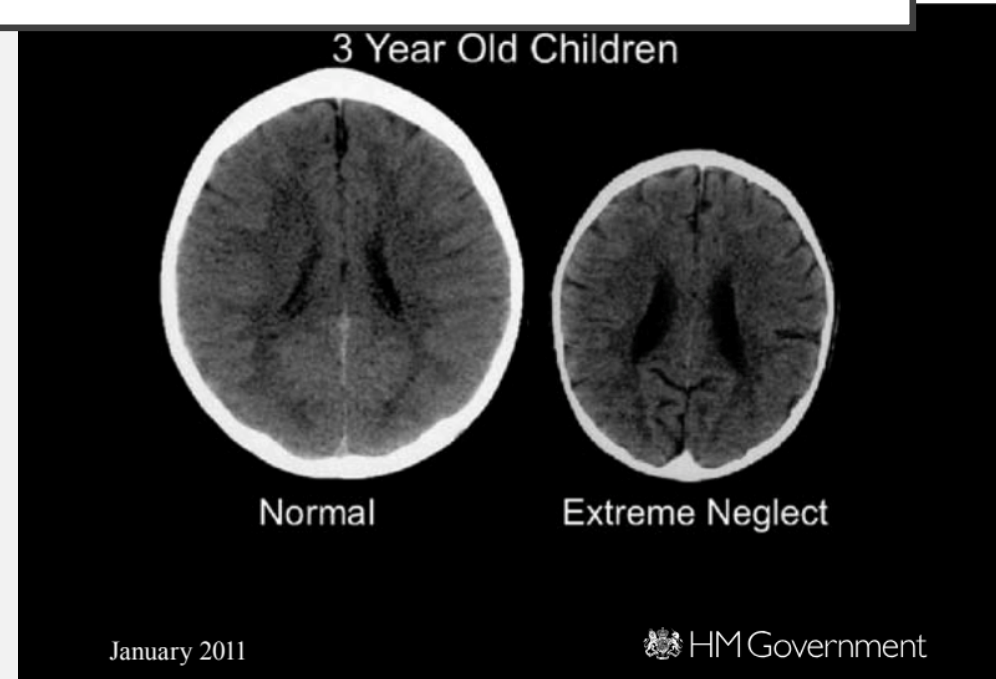 3 Year Old Children
Normal
Extreme Neglect
January 2011
HM Government